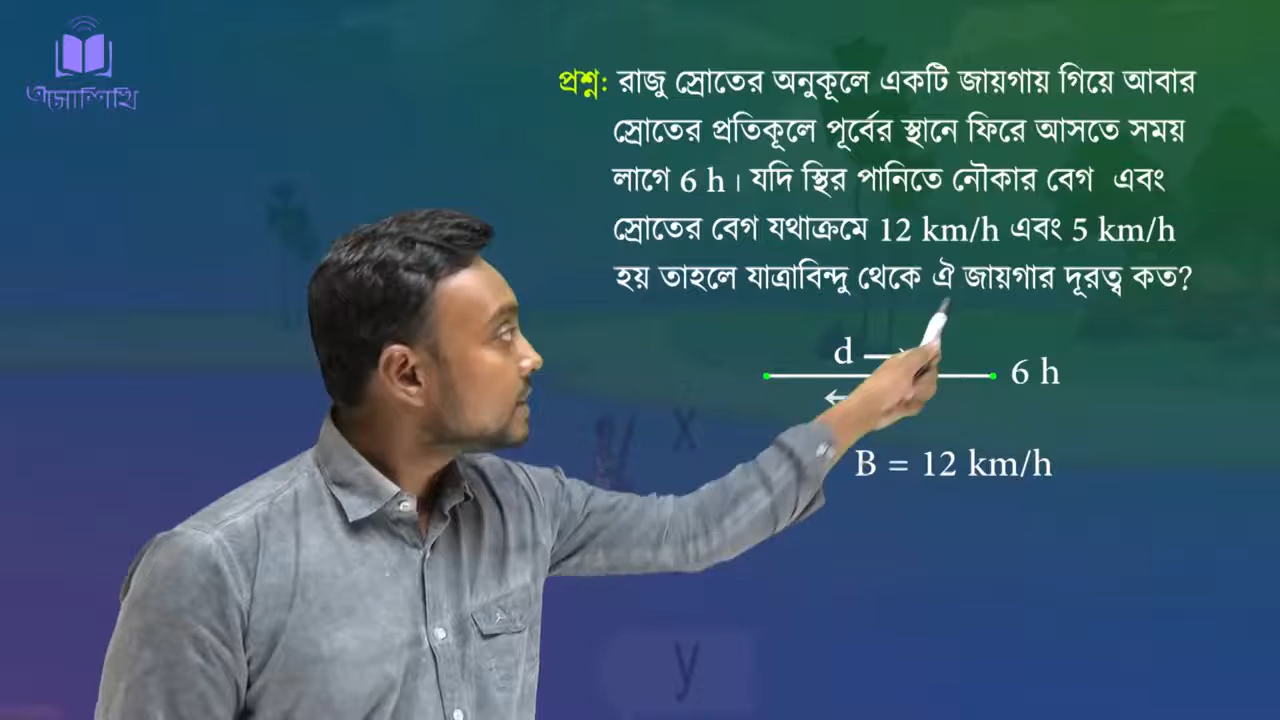 এসোশিখি
প্রশ্ন: রাজু স্রোতের অনুকূলে একটি জায়গায় গিয়ে আবার
স্রোতের প্রতিকূলে পূর্বের স্থানে ফিরে আসতে সময়
লাগে 6 h। যদি স্থির পানিতে নৌকার বেগ এবং
স্রোতের বেগ যথাক্রমে 12 km/h এবং 5 km/h
হয় তাহলে যাত্রাবিন্দু থেকে ঐ জায়গার দূরত্ব কত?
d →
6 h
←
x
B = 12 km/h
y